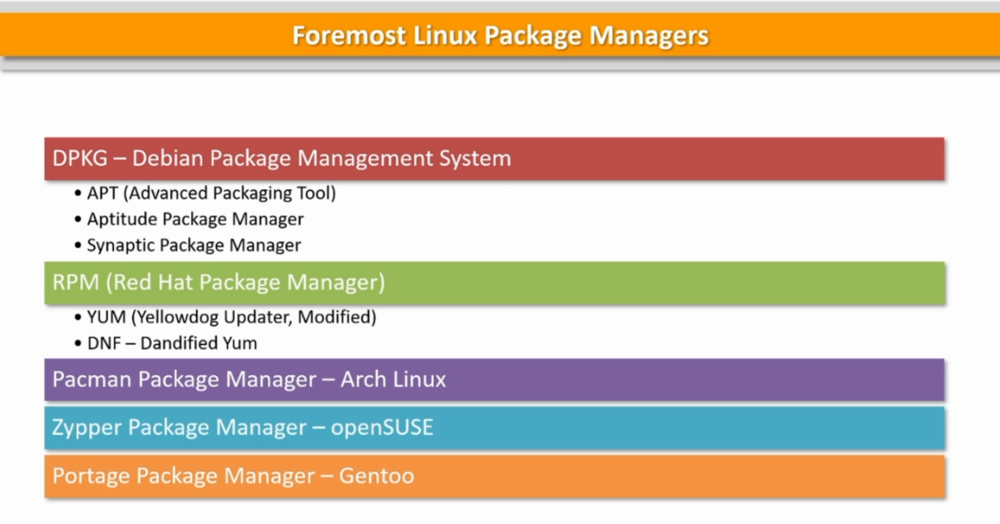 Foremost Linux Package Managers
DPKG – Debian Package Management System
• APT (Advanced Packaging Tool)
• Aptitude Package Manager
• Synaptic Package Manager
RPM (Red Hat Package Manager)
• YUM (Yellowdog Updater, Modified)
• DNF – Dandified Yum
Pacman Package Manager – Arch Linux
Zypper Package Manager – openSUSE
Portage Package Manager – Gentoo